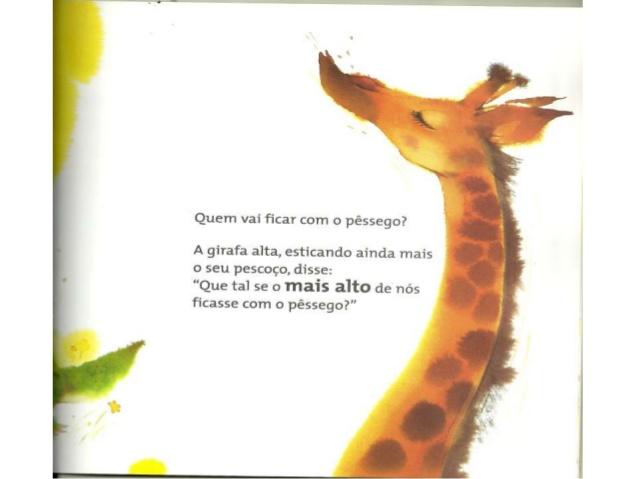 Quem vai ficar com o pêssego?
A girafa alta, esticando ainda mais
o seu pescoço, disse:
“Que tal se o mais alto de nós
ficasse com o pêssego?”